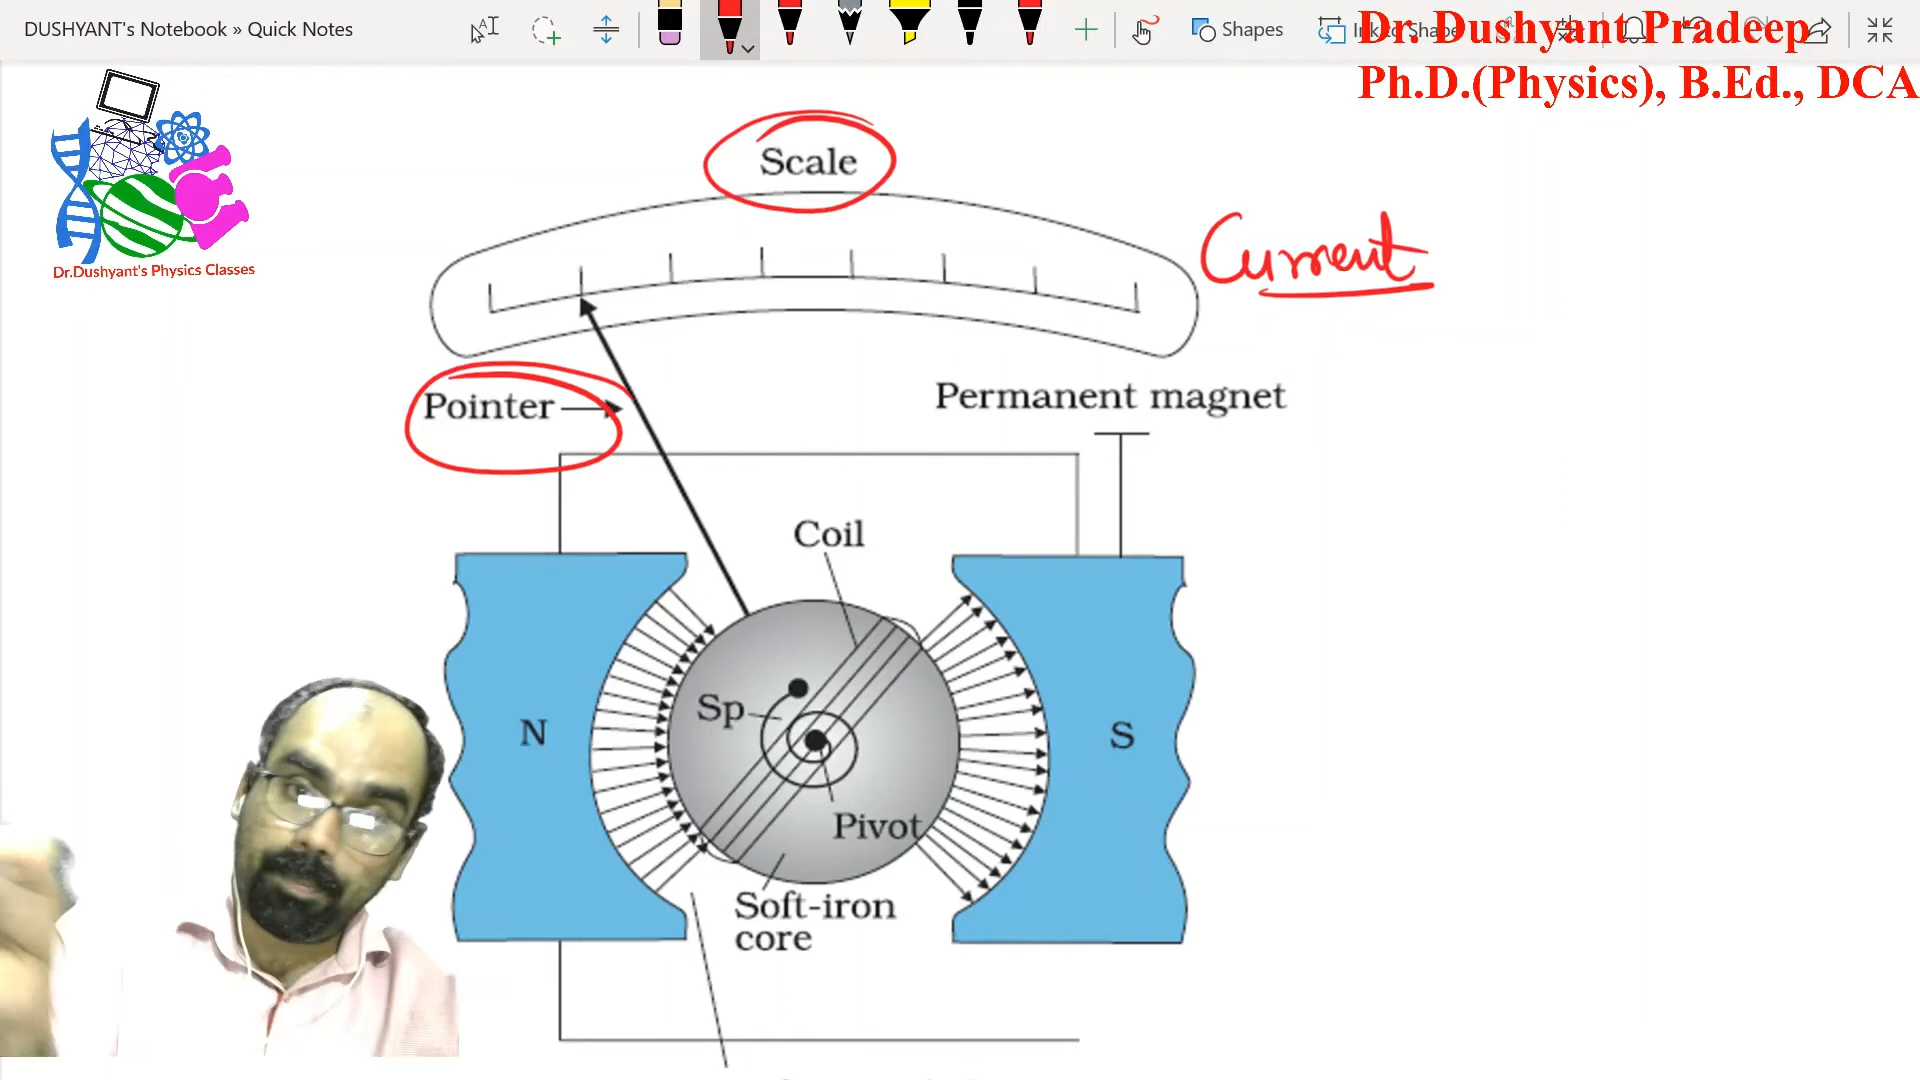 DUSHYANT's Notebook » Quick Notes
Shapes
Dr. Dushyant Pradeep
Ph.D.(Physics), B.Ed., DCA
Dr.Dushyant's Physics Classes
Scale
Current
Pointer
Permanent magnet
Coil
Sp
N
S
Pivot
Soft-iron
core